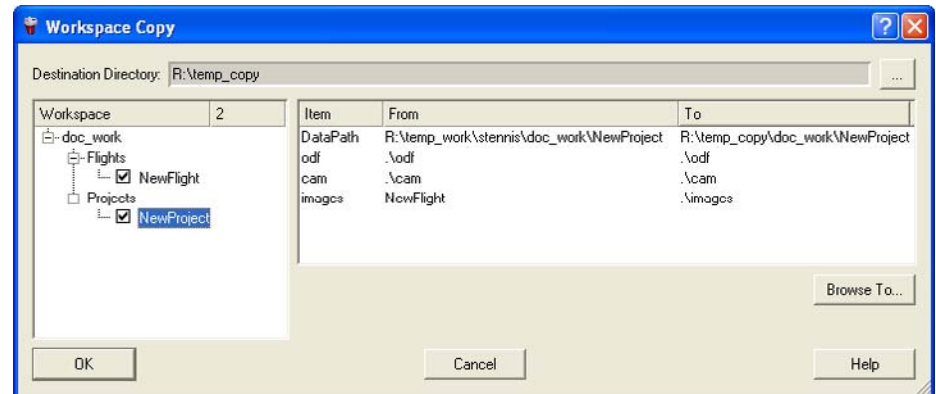 Workspace Copy
Destination Directory: R:\temp_copy ...
Workspace 2
doc_work
Flights
NewFlight
Projects
NewProject
Item From To
DataPath R:\temp_work\stennis\doc_work\NewProject R:\temp_copy\doc_work\NewProject
odf .\odf .\odf
cam .\cam .\cam
images NewFlight .\images
Browse To...
OK Cancel Help